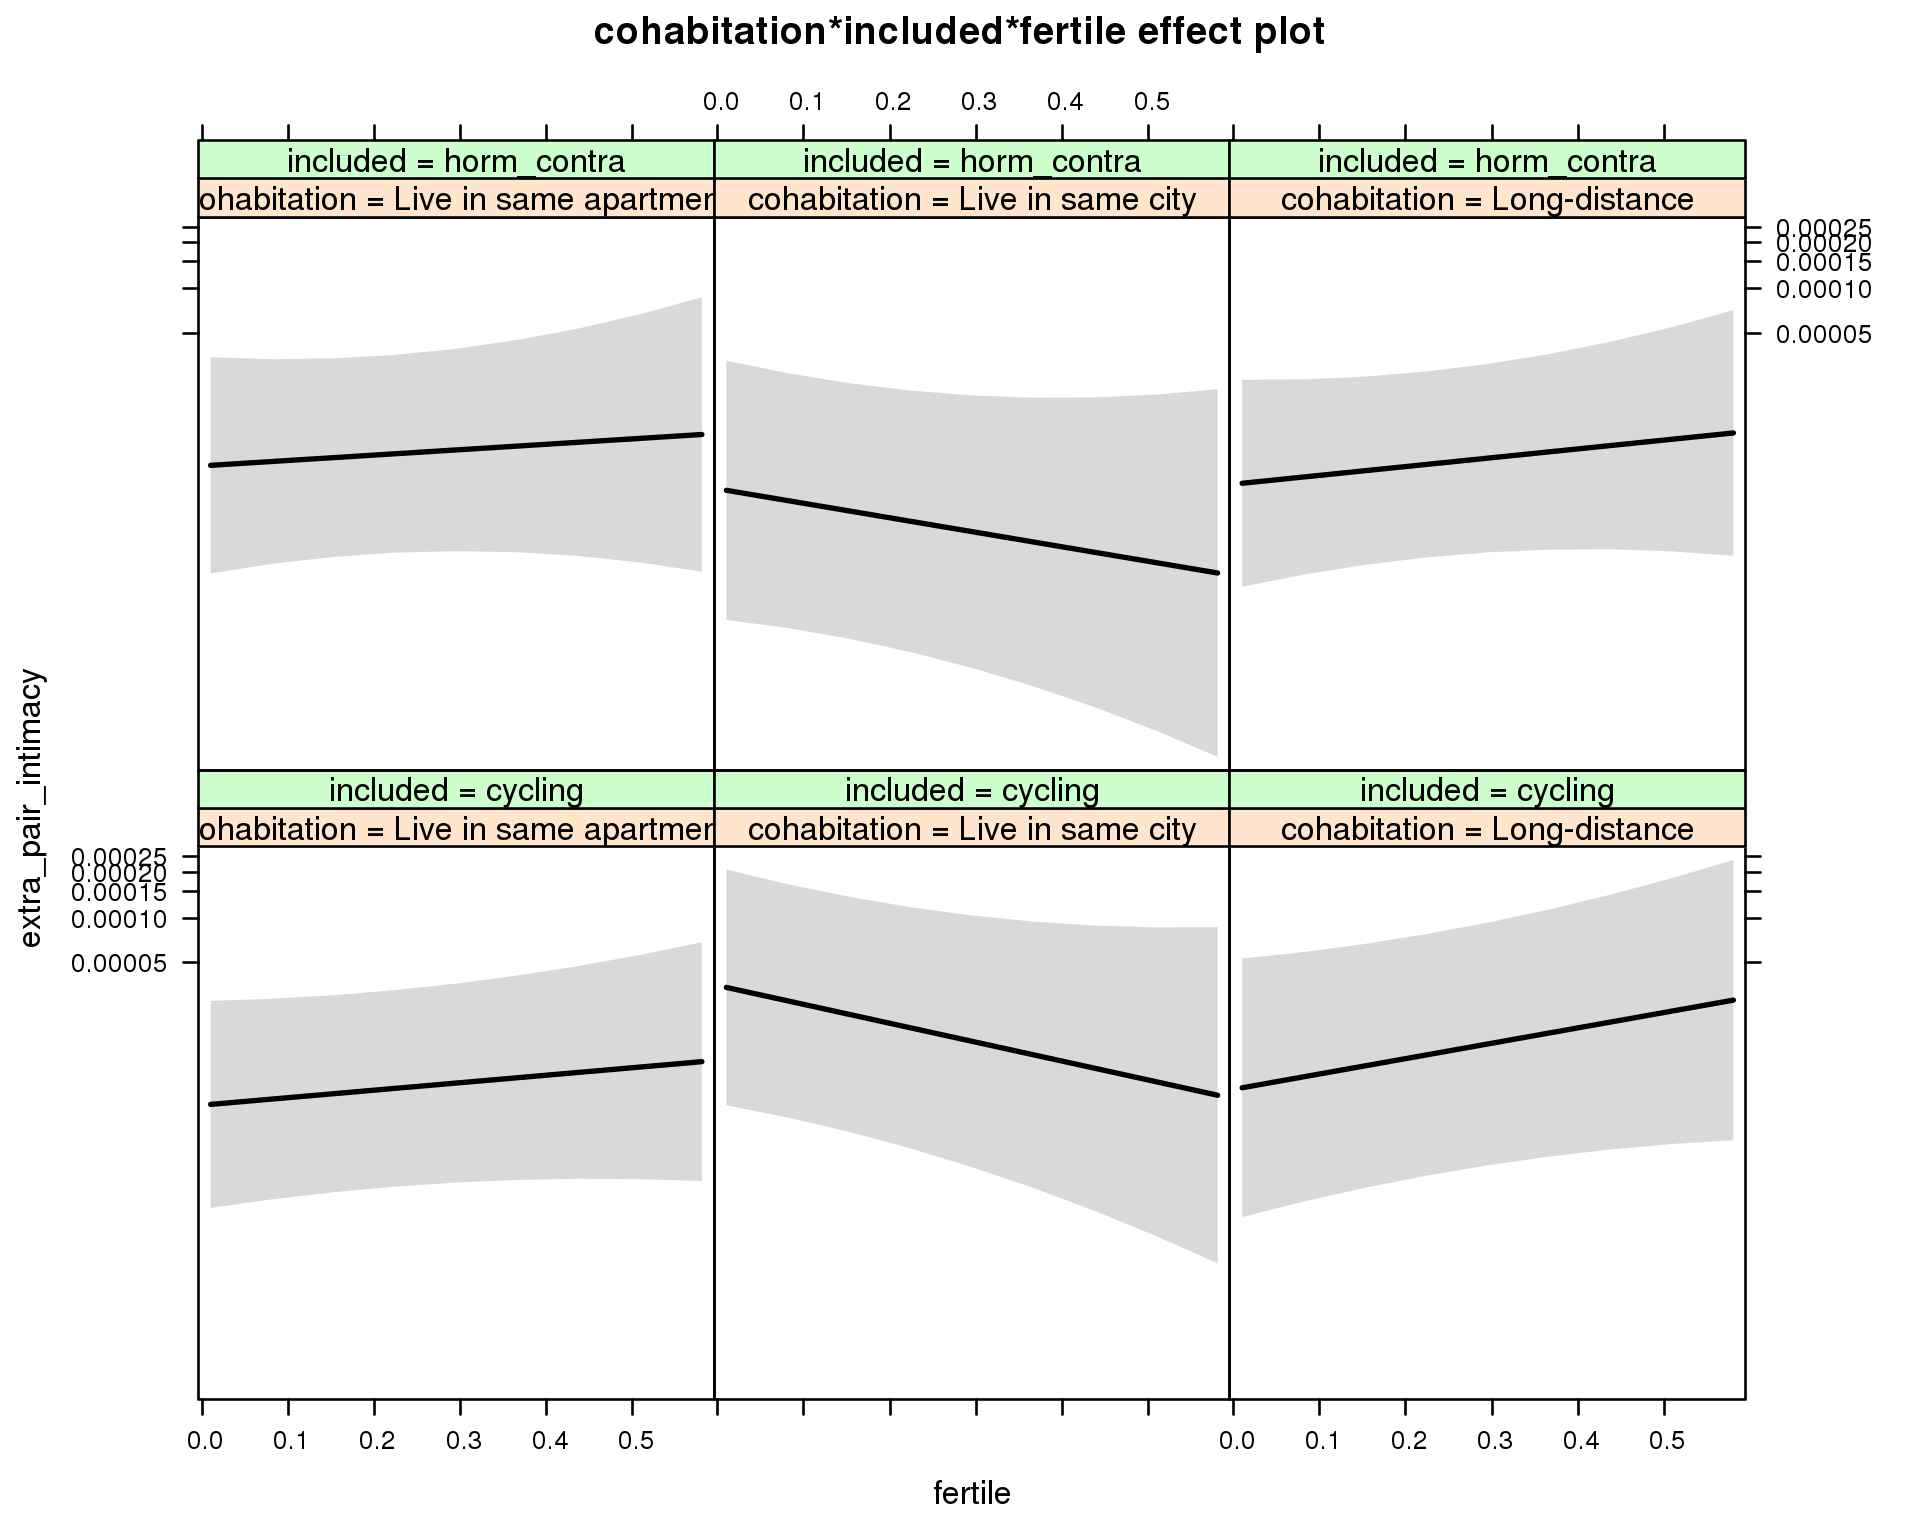 cohabitation*included*fertile effect plot
0.0 0.1 0.2 0.3 0.4 0.5
included = horm_contra included = horm_contra included = horm_contra
ohabitation = Live in same apartmen cohabitation = Live in same city cohabitation = Long-distance
0.00025
0.00020
0.00015
0.00010
0.00005
extra_pair_intimacy
included = cycling included = cycling included = cycling
ohabitation = Live in same apartmen cohabitation = Live in same city cohabitation = Long-distance
0.00025
0.00020
0.00015
0.00010
0.00005
0.0 0.1 0.2 0.3 0.4 0.5 0.0 0.1 0.2 0.3 0.4 0.5
fertile